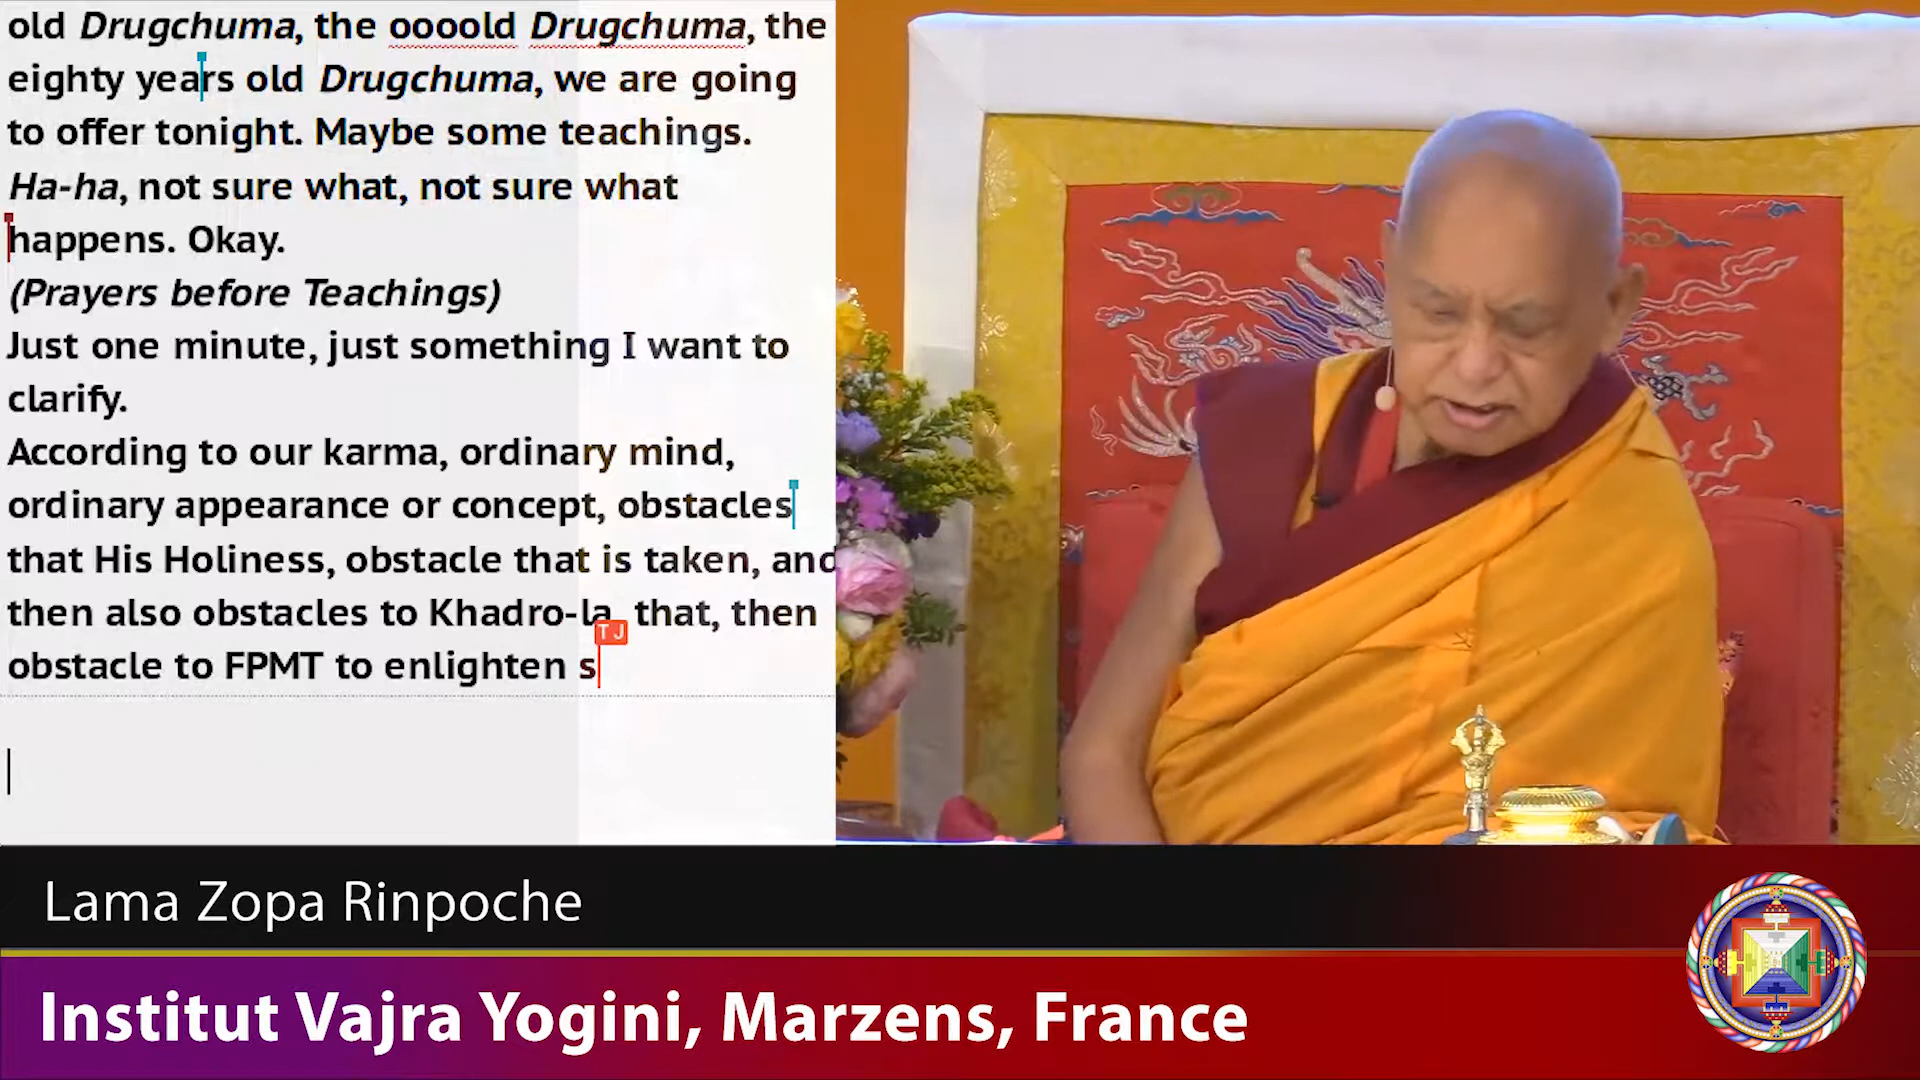 old Drugchuma, the oooold Drugchuma, the
eighty years old Drugchuma, we are going
to offer tonight. Maybe some teachings.
Ha-ha, not sure what, not sure what
happens. Okay.
(Prayers before Teachings)
Just one minute, just something I want to
clarify.
According to our karma, ordinary mind,
ordinary appearance or concept, obstacles
that His Holiness, obstacle that is taken, and
then also obstacles to Khadro-la, that, then
TJ
obstacle to FPMT to enlighten s
Lama Zopa Rinpoche
Institut Vajra Yogini, Marzens, France